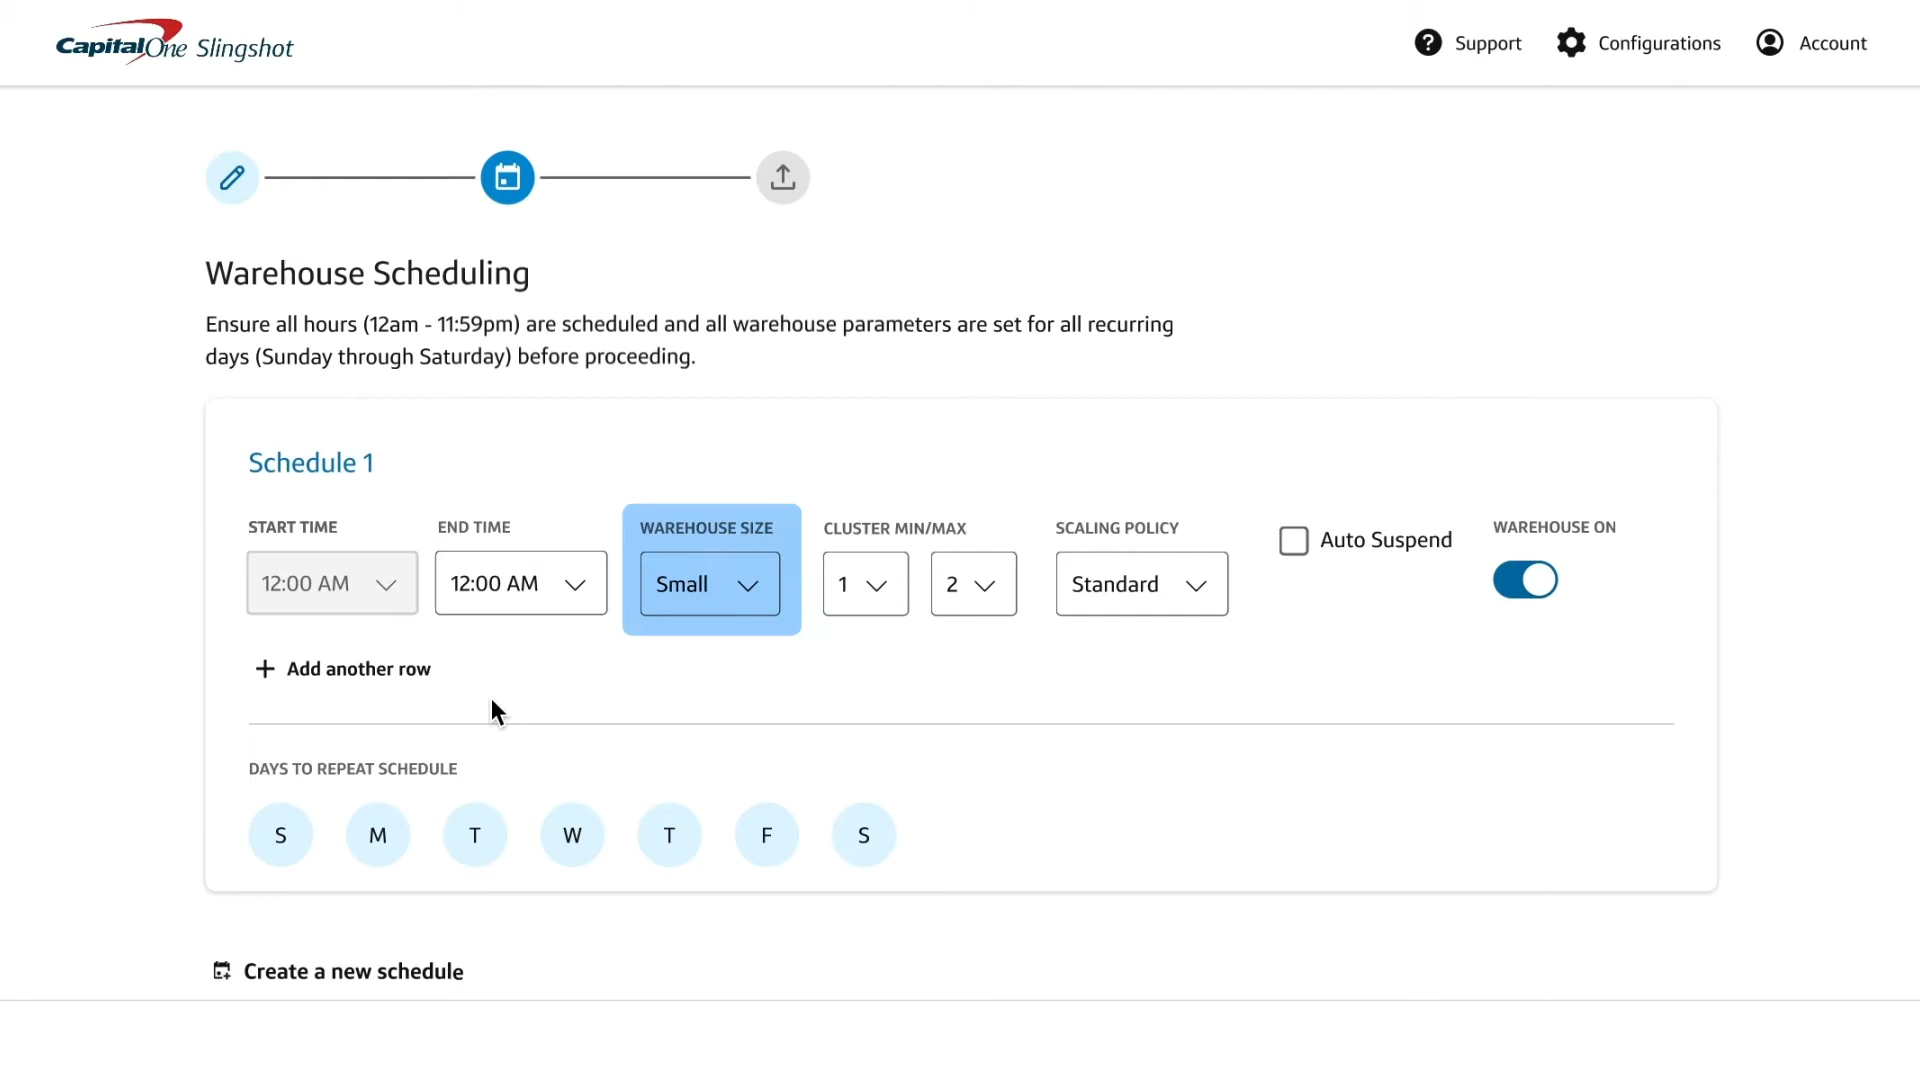 CapitalOne Slingshot
Support
Configurations
Account
Warehouse Scheduling
Ensure all hours (12am - 11:59pm) are scheduled and all warehouse parameters are set for all recurring
days (Sunday through Saturday) before proceeding.
Schedule 1
START TIME
END TIME
WAREHOUSE SIZE
CLUSTER MIN/MAX
SCALING POLICY
Auto Suspend
WAREHOUSE ON
12:00 AM
12:00 AM
Small
1
2
Standard
Add another row
DAYS TO REPEAT SCHEDULE
S M T W T F S
Create a new schedule